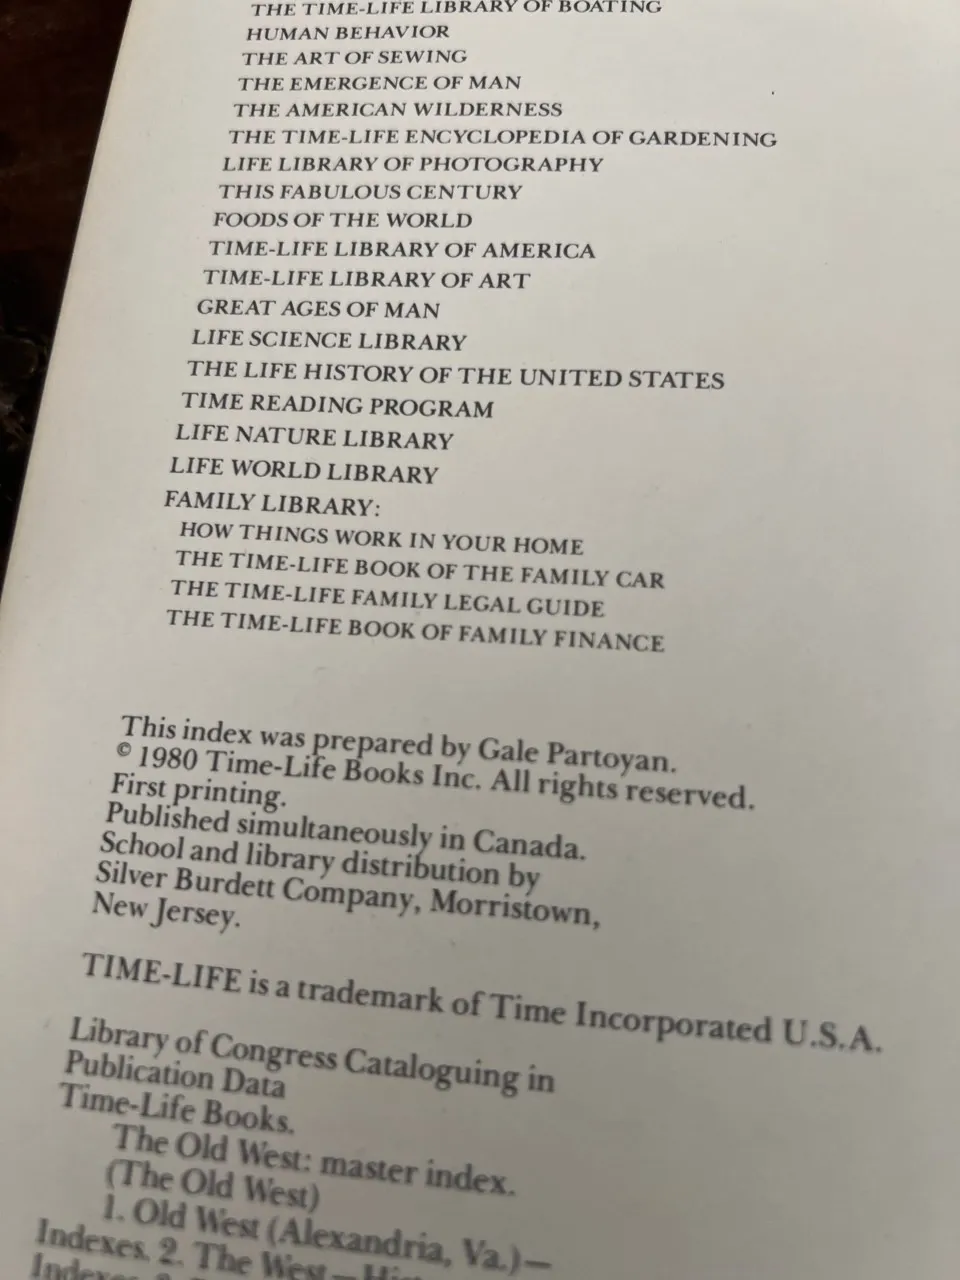 THE TIME-LIFE LIBRARY OF BOATING
HUMAN BEHAVIOR
THE ART OF SEWING
THE EMERGENCE OF MAN
THE AMERICAN WILDERNESS
THE TIME-LIFE ENCYCLOPEDIA OF GARDENING
LIFE LIBRARY OF PHOTOGRAPHY
THIS FABULOUS CENTURY
FOODS OF THE WORLD
TIME-LIFE LIBRARY OF AMERICA
TIME-LIFE LIBRARY OF ART
GREAT AGES OF MAN
LIFE SCIENCE LIBRARY
THE LIFE HISTORY OF THE UNITED STATES
TIME READING PROGRAM
LIFE NATURE LIBRARY
LIFE WORLD LIBRARY
FAMILY LIBRARY:
HOW THINGS WORK IN YOUR HOME
THE TIME-LIFE BOOK OF THE FAMILY CAR
THE TIME-LIFE FAMILY LEGAL GUIDE
THE TIME-LIFE BOOK OF FAMILY FINANCE
This index was prepared by Gale Partoyan.
© 1980 Time-Life Books Inc. All rights reserved.
First printing.
Published simultaneously in Canada.
School and library distribution by
Silver Burdett Company, Morristown,
New Jersey.
TIME-LIFE is a trademark of Time Incorporated U.S.A.
Library of Congress Cataloguing in
Publication Data
Time-Life Books.
The Old West: master index.
(The Old West)
1. Old West (Alexandria, Va.)—
Indexes. 2. The West—
Indexes.